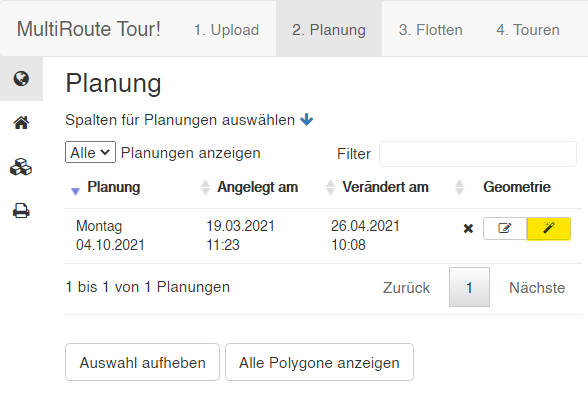 MultiRoute Tour! 1. Upload 2. Planung 3. Flotten 4. Touren
Planung
Spalten für Planungen auswählen
Alle Planungen anzeigen Filter
Planung Angelegt am Verändert am Geometrie
Montag 19.03.2021 26.04.2021
04.10.2021 11:23 10:08
1 bis 1 von 1 Planungen Zurück 1 Nächste
Auswahl aufheben Alle Polygone anzeigen